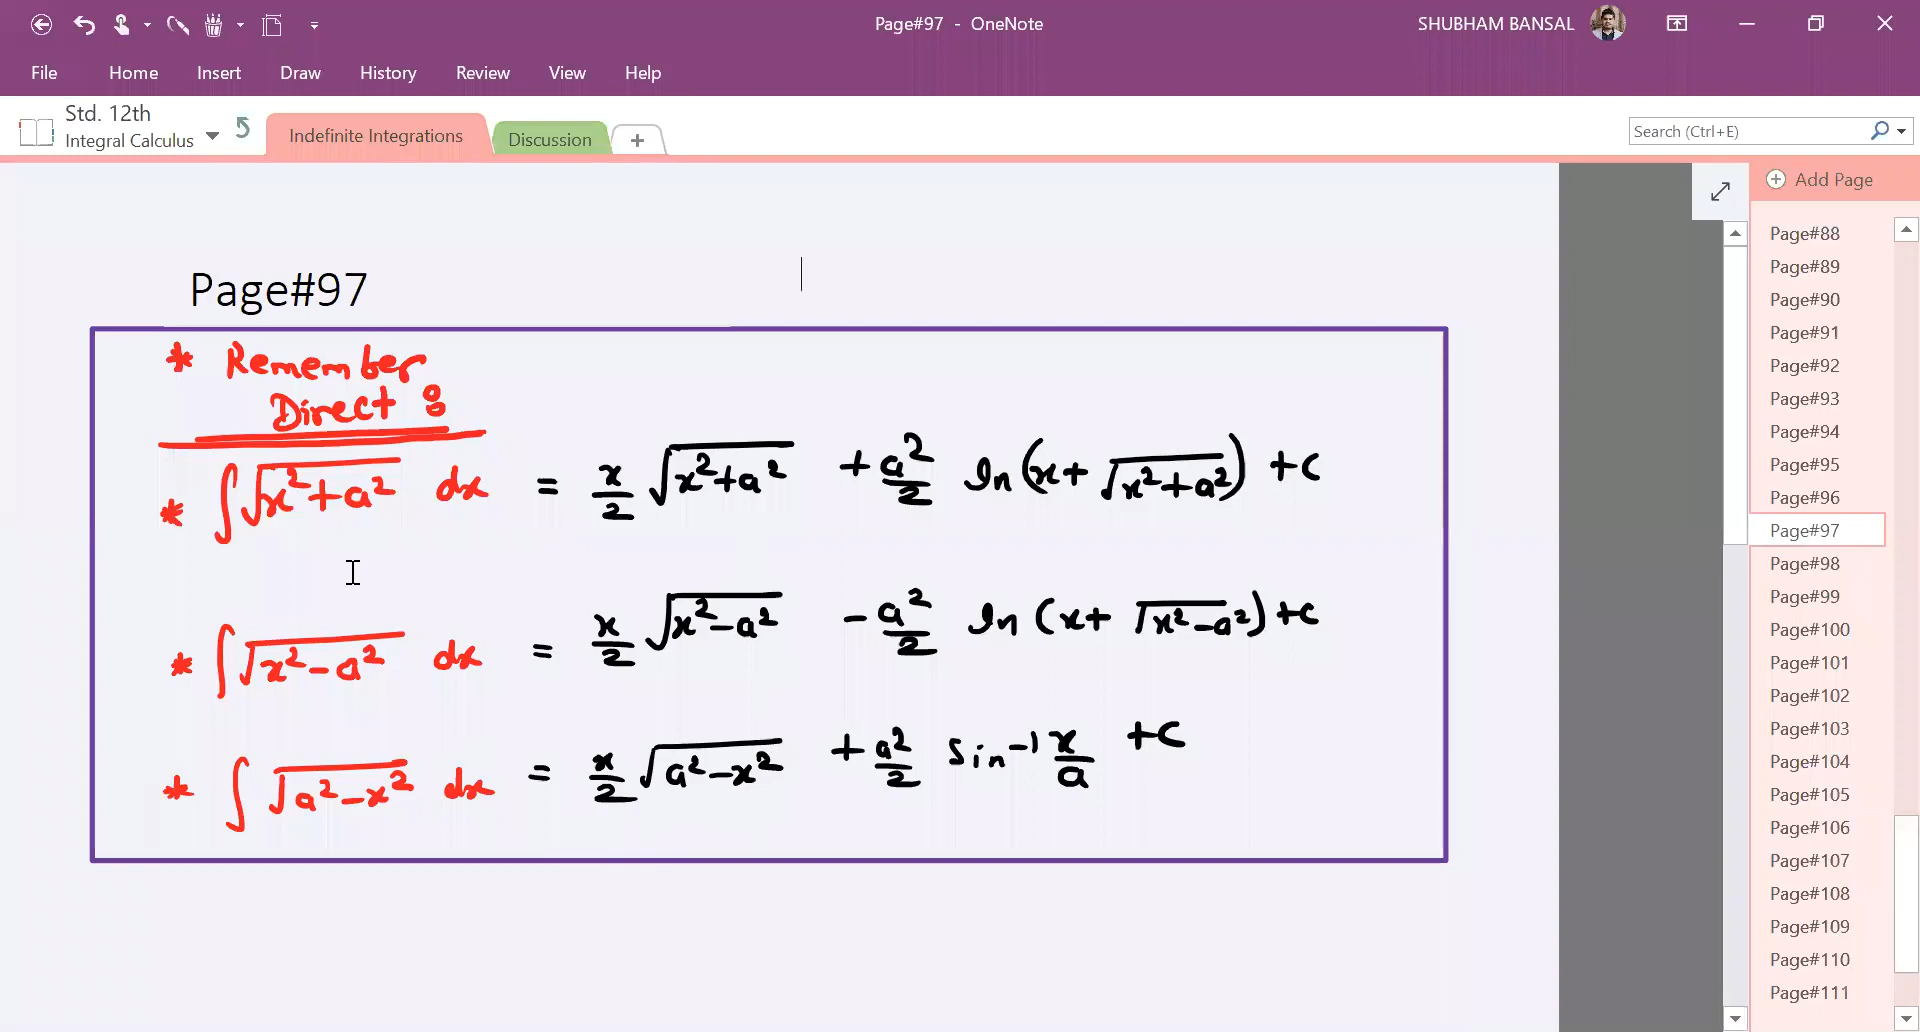 Page#97 - OneNote
SHUBHAM BANSAL
File Home Insert Draw History Review View Help
Std. 12th
Integral Calculus
Indefinite Integrations
Discussion
+
Search (Ctrl+E)
Add Page
Page#97
* Remember
Direct :
* ∫√(x²+a²) dx = x/2 √(x²+a²) + a²/2 ln(x+√(x²+a²)) + c
* ∫√(x²-a²) dx = x/2 √(x²-a²) - a²/2 ln(x+√(x²-a²)) + c
* ∫√(a²-x²) dx = x/2 √(a²-x²) + a²/2 sin⁻¹ x/a + c
Page#88
Page#89
Page#90
Page#91
Page#92
Page#93
Page#94
Page#95
Page#96
Page#97
Page#98
Page#99
Page#100
Page#101
Page#102
Page#103
Page#104
Page#105
Page#106
Page#107
Page#108
Page#109
Page#110
Page#111